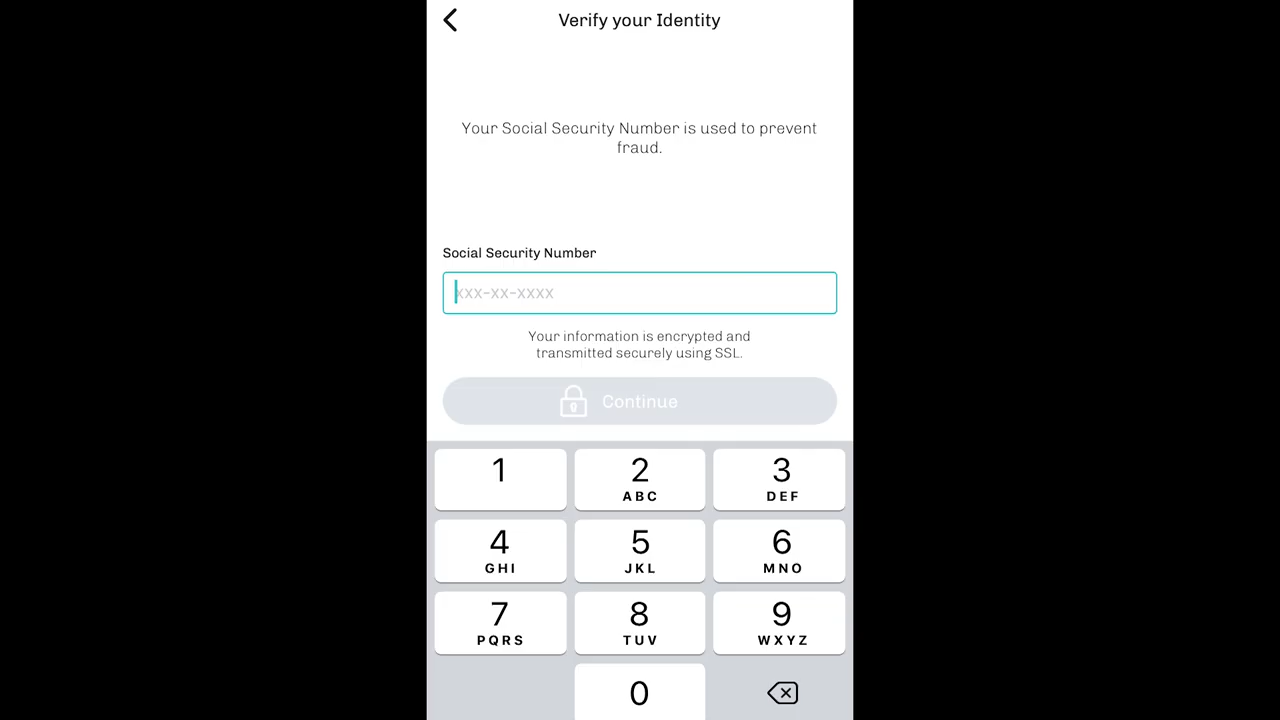 Verify your Identity
Your Social Security Number is used to prevent
fraud.
Social Security Number
xxx-xx-xxxx
Your information is encrypted and
transmitted securely using SSL.
Continue
1 2 3
ABC DEF
4 5 6
GHI JKL MNO
7 8 9
PQRS TUV WXYZ
0